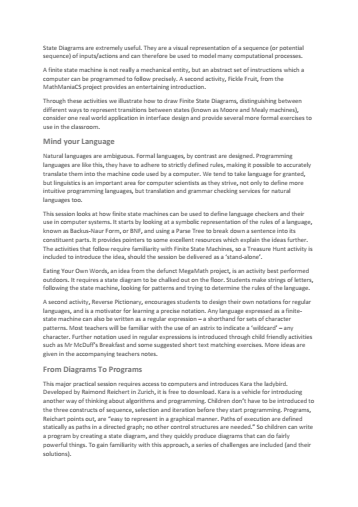 State Diagrams are extremely useful. They are a visual representation of a sequence (or potential
sequence) of inputs/actions and can therefore be used to model many computational processes.
A finite state machine is not really a mechanical entity, but an abstract set of instructions which a
computer can be programmed to follow precisely. A second activity, Fickle Fruit, from the
MathManiaCS project provides an entertaining introduction.
Through these activities we illustrate how to draw Finite State Diagrams, distinguishing between
different ways to represent transitions between states (known as Moore and Mealy machines),
consider one real world application in interface design and provide several more formal exercises to
use in the classroom.
Mind your Language
Natural languages are ambiguous. Formal languages, by contrast are designed. Programming
languages are like this, they have to adhere to strictly defined rules, making it possible to accurately
translate them into the machine code used by a computer. We tend to take language for granted,
but linguistics is an important area for computer scientists as they strive, not only to define more
intuitive programming languages, but translation and grammar checking services for natural
languages too.
This session looks at how finite state machines can be used to define language checkers and their
use in computer systems. It starts by looking at a symbolic representation of the rules of a language,
known as Backus-Naur Form, or BNF, and using a Parse Tree to break down a sentence into its
constituent parts. It provides pointers to some excellent resources which explain the ideas further.
The activities that follow require familiarity with Finite State Machines, so a Treasure Hunt activity is
included to introduce the idea, should the session be delivered as a 'stand-alone'.
Eating Your Own Words, an idea from the defunct MegaMath project, is an activity best performed
outdoors. It requires a state diagram to be chalked out on the floor. Students make strings of letters,
following the state machine, looking for patterns and trying to determine the rules of the language.
A second activity, Reverse Pictionary, encourages students to design their own notations for regular
languages, and is a motivator for learning a precise notation. Any language expressed as a finite-
state machine can also be written as a regular expression – a shorthand for sets of character
patterns. Most teachers will be familiar with the use of an astrix to indicate a 'wildcard' – any
character. Further notation used in regular expressions is introduced through child friendly activities
such as Mr McDuff's Breakfast and some suggested short text matching exercises. More ideas are
given in the accompanying teachers notes.
From Diagrams To Programs
This major practical session requires access to computers and introduces Kara the ladybird.
Developed by Raimond Reichert in Zurich, it is free to download. Kara is a vehicle for introducing
another way of thinking about algorithms and programming. Children don't have to be introduced to
the three constructs of sequence, selection and iteration before they start programming. Programs,
Reichart points out, are "easy to represent in a graphical manner. Paths of execution are defined
statically as paths in a directed graph; no other control structures are needed." So children can write
a program by creating a state diagram, and they quickly produce diagrams that can do fairly
powerful things. To gain familiarity with this approach, a series of challenges are included (and their
solutions).